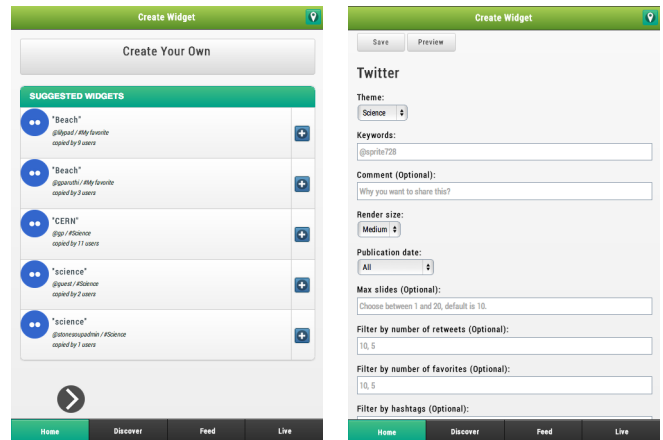 Create Widget
Create Your Own
SUGGESTED WIDGETS
"Beach"
@lilypad / #My favorite
copied by 9 users
"Beach"
@gparuthi / #My favorite
copied by 3 users
"CERN"
@gp / #Science
copied by 11 users
"science"
@guest / #Science
copied by 2 users
"science"
@stonesoupadmin / #Science
copied by 1 users
Home Discover Feed Live
Create Widget
Save Preview
Twitter
Theme:
Science
Keywords:
@sprite728
Comment (Optional):
Why you want to share this?
Render size:
Medium
Publication date:
All
Max slides (Optional):
Choose between 1 and 20, default is 10.
Filter by number of retweets (Optional):
10, 5
Filter by number of favorites (Optional):
10, 5
Filter by hashtags (Optional):
Home Discover Feed Live